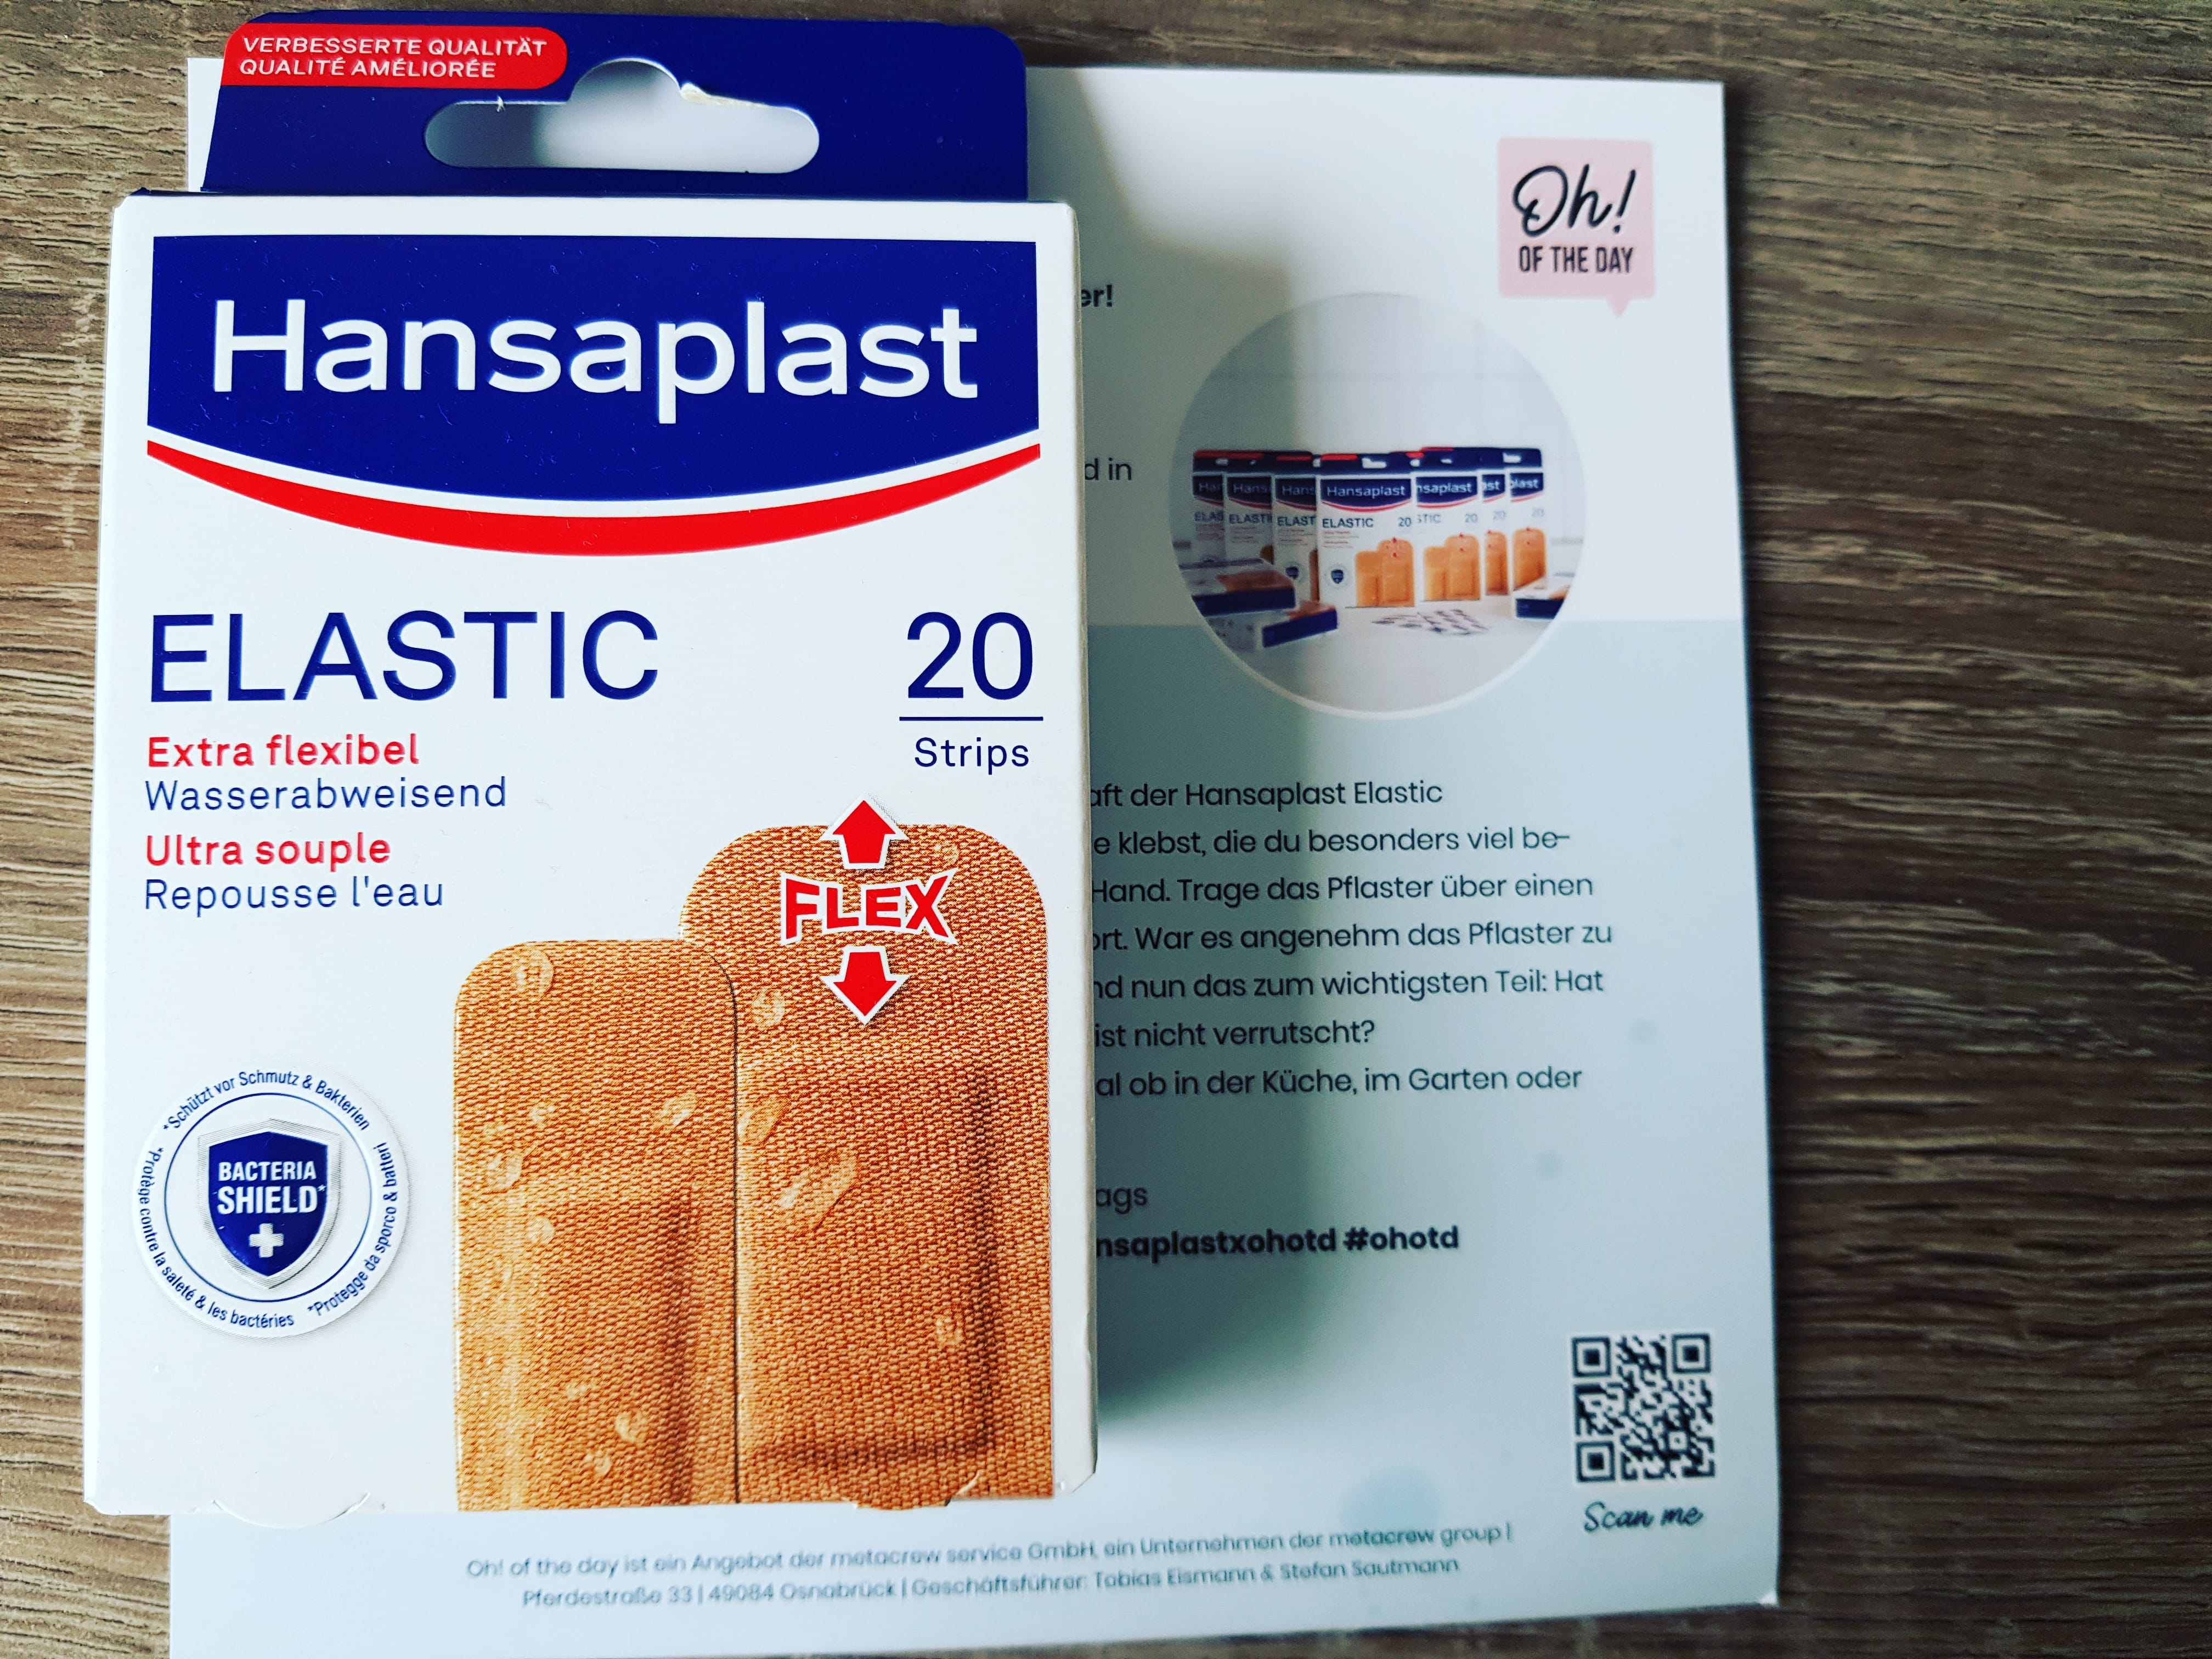 VERBESSERTE QUALITÄT
QUALITÉ AMÉLIORÉE
Hansaplast
ELASTIC
20
Strips
Extra flexibel
Wasserabweisend
Ultra souple
Repousse l'eau
FLEX
*Schützt vor Schmutz & Bakterien
*Protège contre la saleté & les bactéries
*Protegge da sporco & batteri
BACTERIA
SHIELD*
Oh!
OF THE DAY
er!
d in
Hansaplast
ELASTIC 20
aft der Hansaplast Elastic
e klebst, die du besonders viel be-
Hand. Trage das Pflaster über einen
ort. War es angenehm das Pflaster zu
nd nun das zum wichtigsten Teil: Hat
ist nicht verrutscht?
al ob in der Küche, im Garten oder
ags
nsaplastxohotd #ohotd
Scan me
Oh! of the day ist ein Angebot der metacrew service GmbH, ein Unternehmen der metacrew group |
Pferdestraße 33 | 49084 Osnabrück | Geschäftsführer: Tobias Eismann & Stefan Sautmann